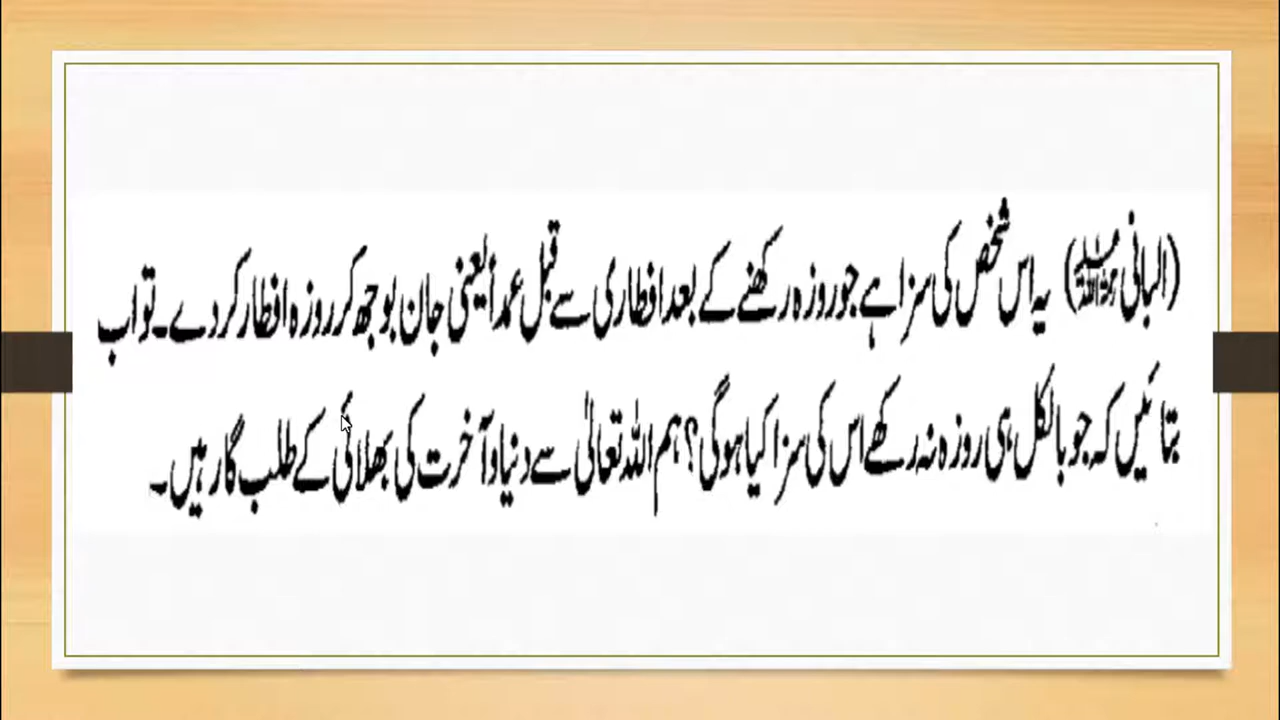 (البانی رحمہ اللہ) یہ اس شخص کی سزا ہے جو روزہ رکھنے کے بعد افطاری سے قبل عمداً یعنی جان بوجھ کر روزہ افطار کر دے۔ تو اب
بتائیں کہ جو بالکل ہی روزہ نہ رکھے اس کی سزا کیا ہو گی؟ ہم اللہ تعالیٰ سے دنیا و آخرت کی بھلائی کے طلب گار ہیں۔